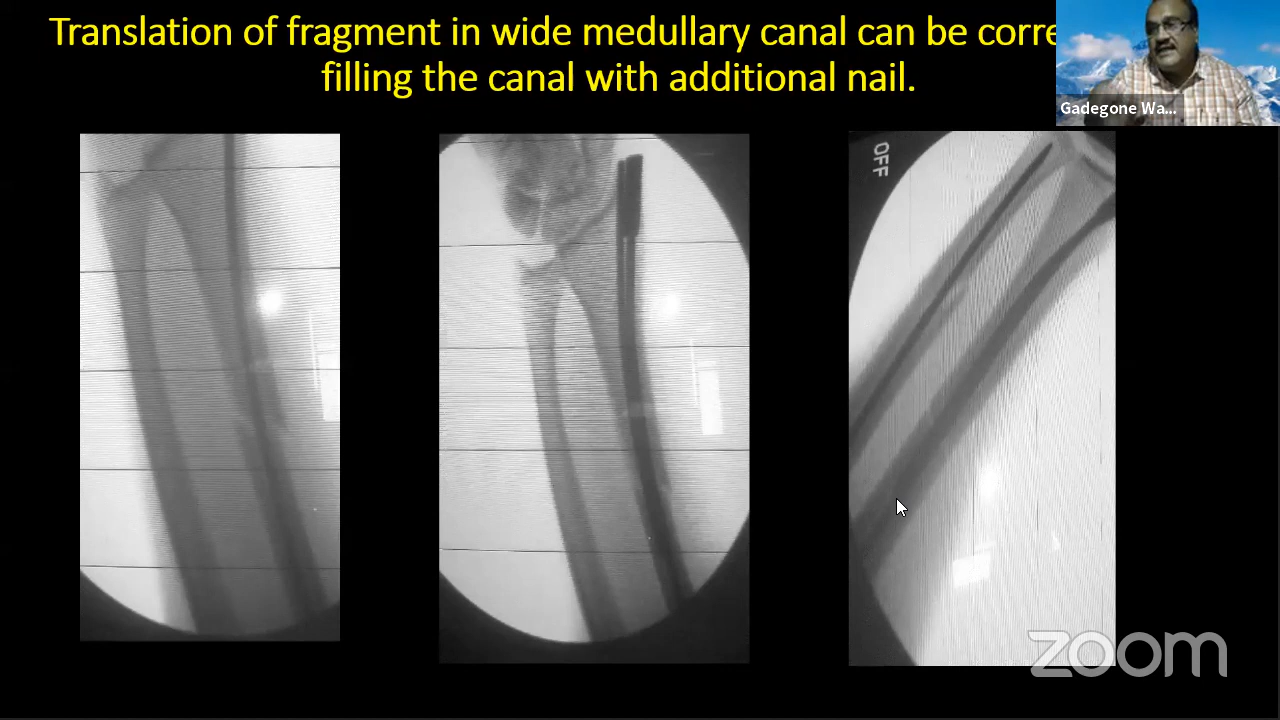 Translation of fragment in wide medullary canal can be corre
filling the canal with additional nail.
Gadegone Wa...
OFF
zoom